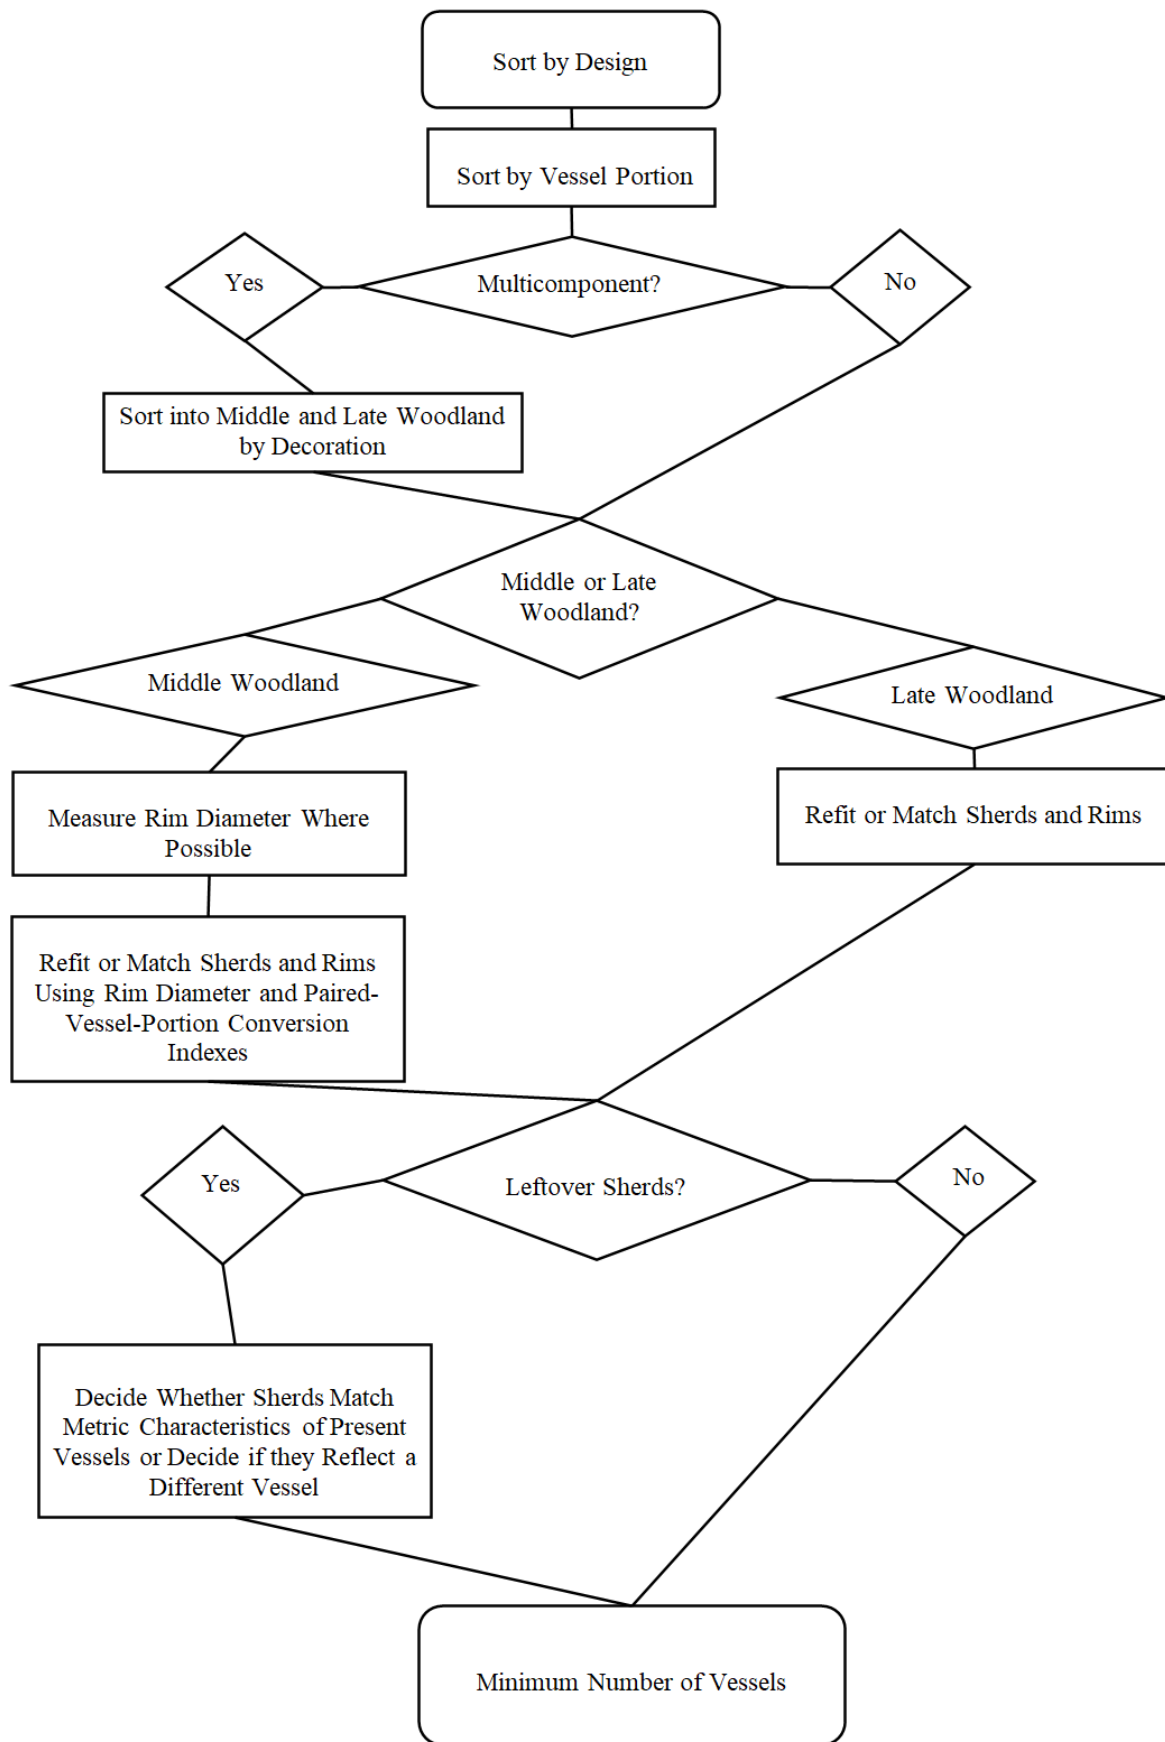 Sort by Design
Sort by Vessel Portion
Yes
Multicomponent?
No
Sort into Middle and Late Woodland
by Decoration
Middle or Late
Woodland?
Middle Woodland
Late Woodland
Measure Rim Diameter Where
Possible
Refit or Match Sherds and Rims
Refit or Match Sherds and Rims
Using Rim Diameter and Paired-
Vessel-Portion Conversion
Indexes
Yes
Leftover Sherds?
No
Decide Whether Sherds Match
Metric Characteristics of Present
Vessels or Decide if they Reflect a
Different Vessel
Minimum Number of Vessels